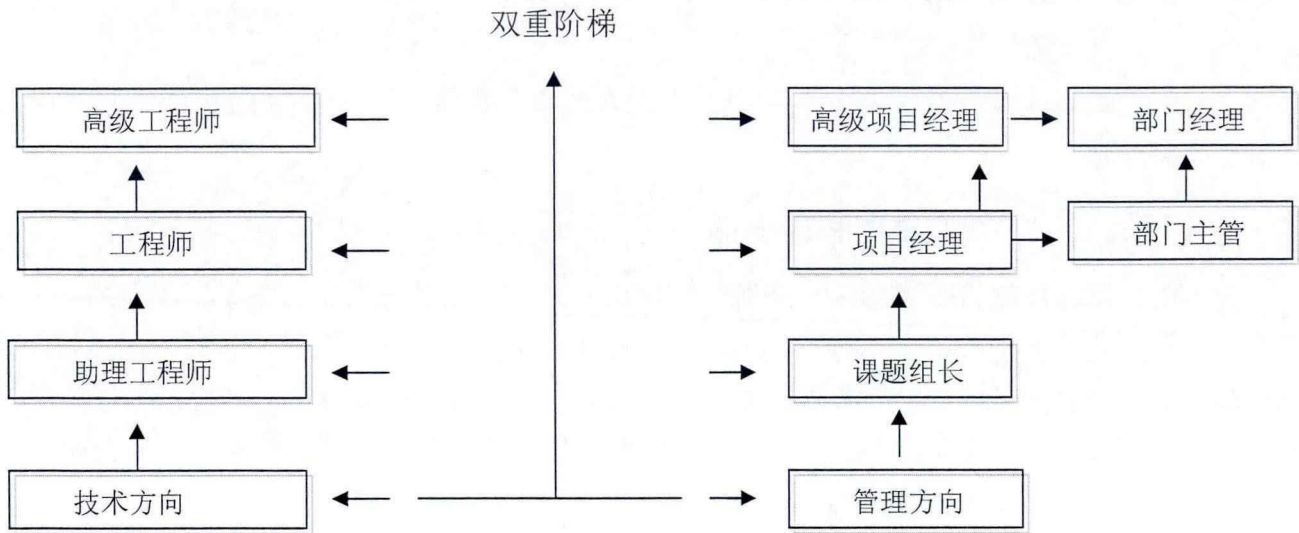 双重阶梯
高级工程师
高级项目经理
部门经理
工程师
项目经理
部门主管
助理工程师
课题组长
技术方向
管理方向